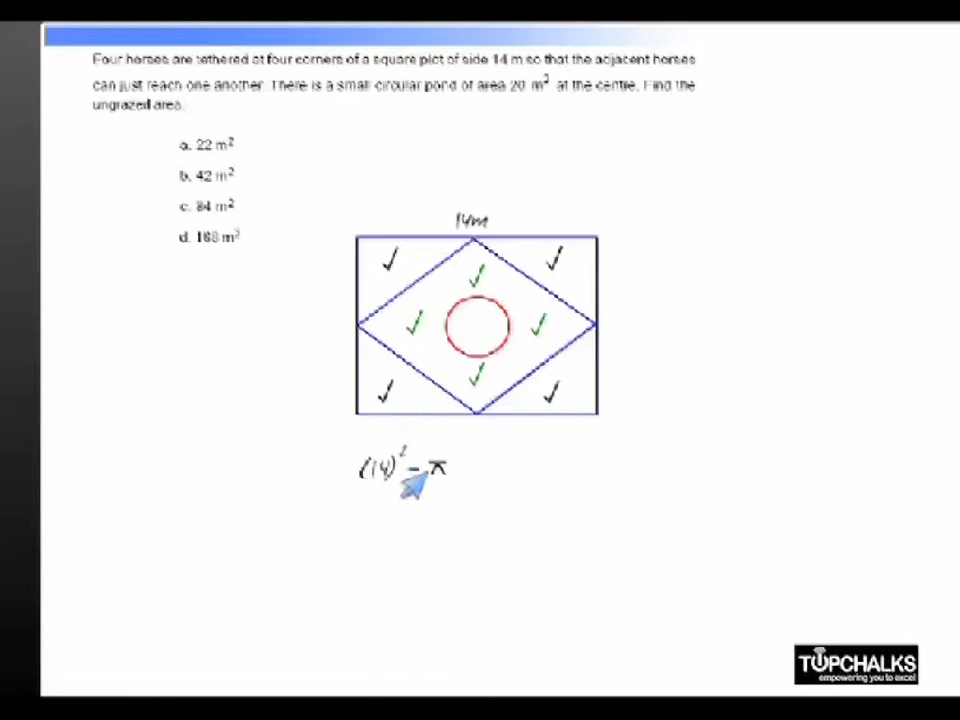 Four horses are tethered at four corners of a square plot of side 14 m so that the adjacent horses
can just reach one another. There is a small circular pond of area 20 m² at the centre. Find the
ungrazed area.
a. 22 m²
b. 42 m²
c. 84 m²
d. 168 m²
14m
(14)² - π
TOPCHALKS
empowering you to excel